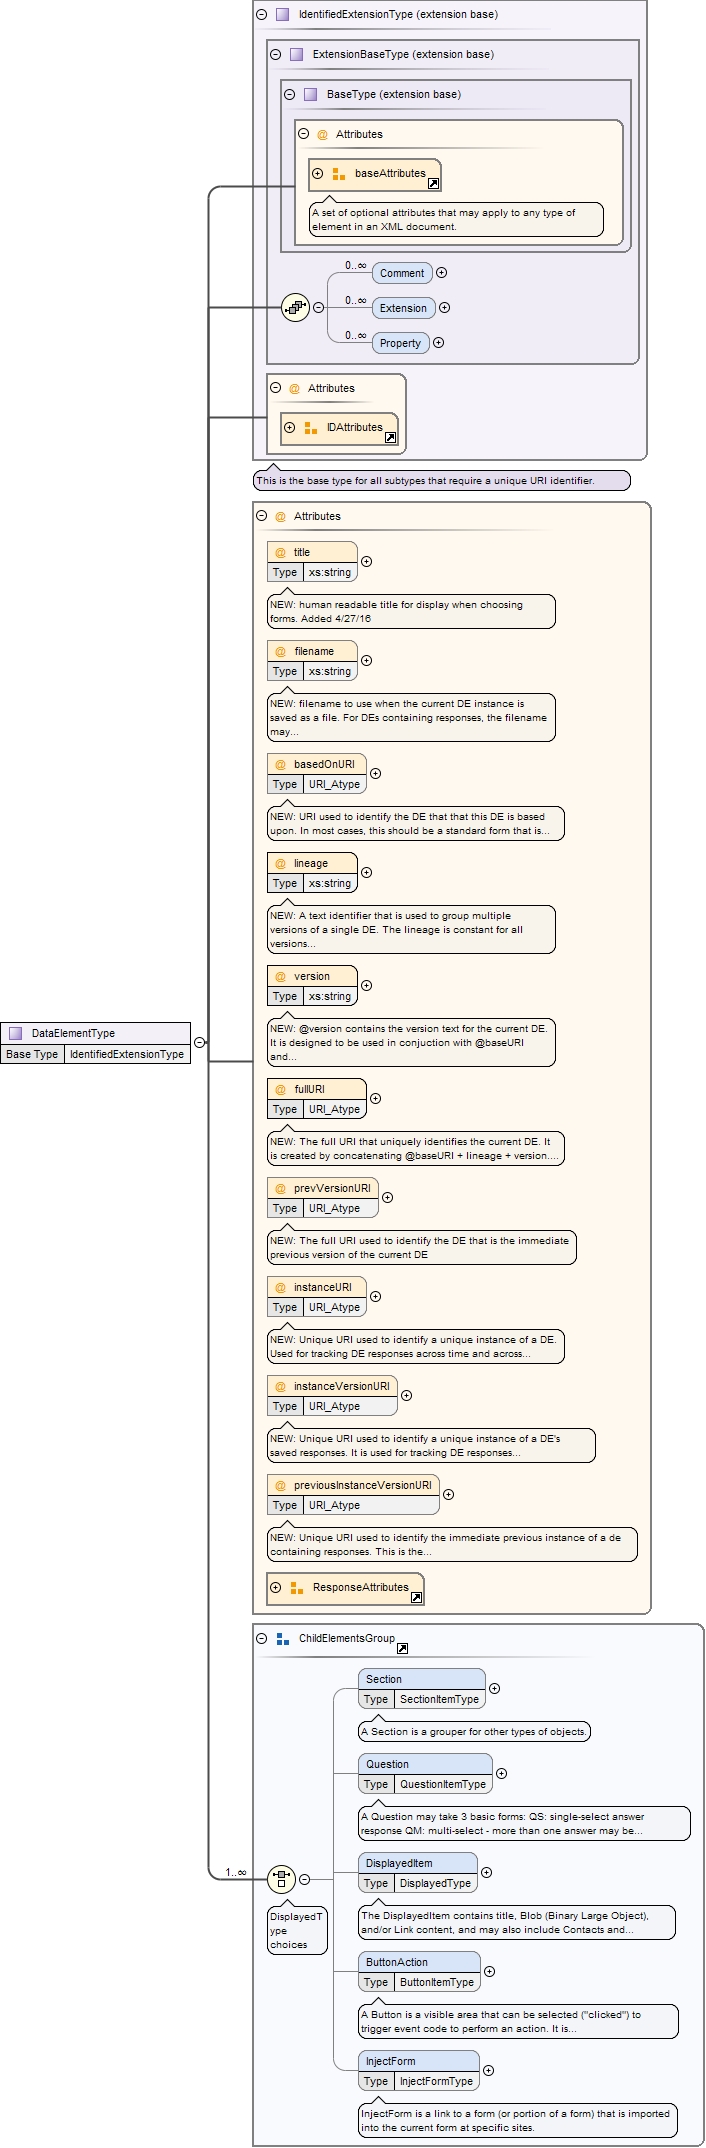 IdentifiedExtensionType (extension base)
ExtensionBaseType (extension base)
BaseType (extension base)
@ Attributes
baseAttributes
A set of optional attributes that may apply to any type of
element in an XML document.
0..∞
Comment
0..∞
Extension
0..∞
Property
@ Attributes
IDAttributes
This is the base type for all subtypes that require a unique URI identifier.
@ Attributes
@ title
Type xs:string
NEW: human readable title for display when choosing
forms. Added 4/27/16
@ filename
Type xs:string
NEW: filename to use when the current DE instance is
saved as a file. For DEs containing responses, the filename
may...
@ basedOnURI
Type URI_Atype
NEW: URI used to identify the DE that that this DE is based
upon. In most cases, this should be a standard form that is...
@ lineage
Type xs:string
NEW: A text identifier that is used to group multiple
versions of a single DE. The lineage is constant for all
versions...
@ version
Type xs:string
NEW: @version contains the version text for the current DE.
It is designed to be used in conjuction with @baseURI
and...
DataElementType
Base Type IdentifiedExtensionType
@ fullURI
Type URI_Atype
NEW: The full URI that uniquely identifies the current DE. It
is created by concatenating @baseURI + lineage + version....
@ prevVersionURI
Type URI_Atype
NEW: The full URI used to identify the DE that is the immediate
previous version of the current DE
@ instanceURI
Type URI_Atype
NEW: Unique URI used to identify a unique instance of a DE.
Used for tracking DE responses across time and across...
@ instanceVersionURI
Type URI_Atype
NEW: Unique URI used to identify a unique instance of a DE's
saved responses. It is used for tracking DE responses...
@ previousInstanceVersionURI
Type URI_Atype
NEW: Unique URI used to identify the immediate previous instance of a de
containing responses. This is the...
ResponseAttributes
ChildElementsGroup
Section
Type SectionItemType
A Section is a grouper for other types of objects.
Question
Type QuestionItemType
A Question may take 3 basic forms: QS: single-select answer
response QM: multi-select - more than one answer may be...
1..∞
DisplayedT
ype
choices
DisplayedItem
Type DisplayedType
The DisplayedItem contains title, Blob (Binary Large Object),
and/or Link content, and may also include Contacts and...
ButtonAction
Type ButtonItemType
A Button is a visible area that can be selected ("clicked") to
trigger event code to perform an action. It is...
InjectForm
Type InjectFormType
InjectForm is a link to a form (or portion of a form) that is imported
into the current form at specific sites.